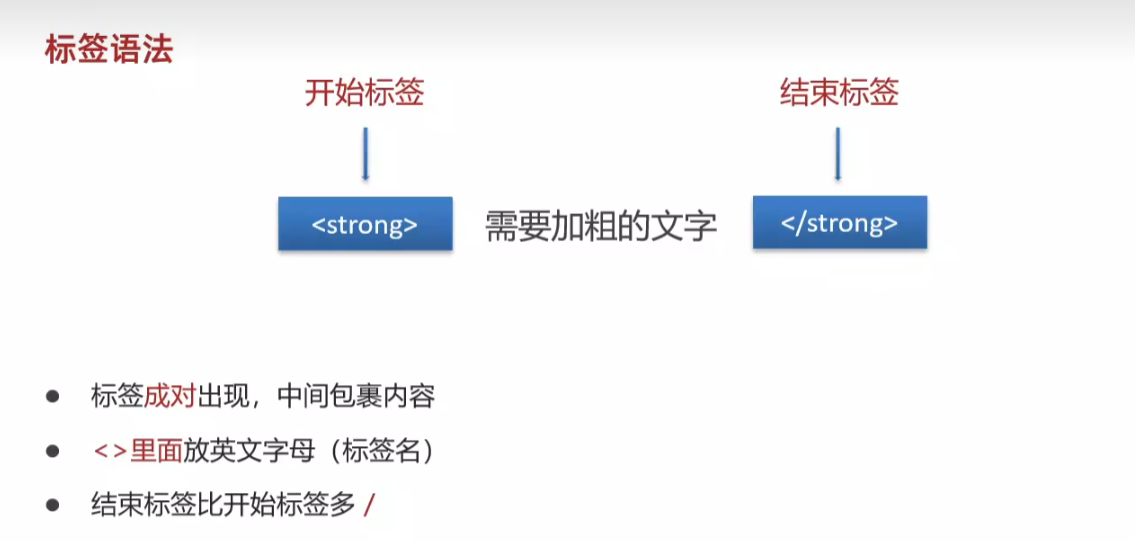 标签语法
开始标签 结束标签
<strong> 需要加粗的文字 </strong>
● 标签成对出现，中间包裹内容
● <>里面放英文字母（标签名）
● 结束标签比开始标签多 /